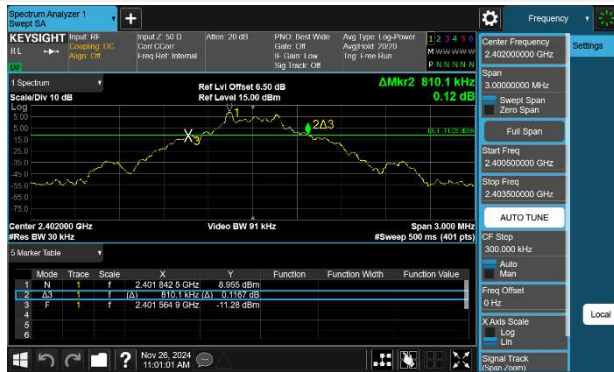 Spectrum Analyzer 1
Swept SA
Frequency
KEYSIGHT
RL
Input: RF
Coupling: DC
Align: Off
Input Z: 50 Ω
Corr CCorr
Freq Ref: Internal
Atten: 20 dB
PNO: Best Wide
Gate: Off
IF Gain: Low
Sig Track: Off
Avg Type: Log-Power
Avg|Hold: 20/20
Trig: Free Run
1 2 3 4 5 6
M W W W W W
P N N N N N
1 Spectrum
Scale/Div 10 dB
Log
Ref Lvl Offset 6.50 dB
Ref Level 15.00 dBm
ΔMkr2 810.1 kHz
0.12 dB
5.00
-5.00
-15.0
-35.0
-45.0
-55.0
-65.0
-75.0
1
2Δ3
3
DL1 -11.05 dBm
Center 2.402000 GHz
#Res BW 30 kHz
Video BW 91 kHz
Span 3.000 MHz
#Sweep 500 ms (401 pts)
5 Marker Table
Mode Trace Scale X Y Function Function Width Function Value
1 N 1 f 2.401 842 5 GHz 8.955 dBm
2 Δ3 1 f (Δ) 810.1 kHz (Δ) 0.1167 dB
3 F 1 f 2.401 564 9 GHz -11.28 dBm
4
5
6
Nov 26, 2024
11:01:01 AM
Center Frequency
2.402000000 GHz
Span
3.00000000 MHz
Swept Span
Zero Span
Full Span
Start Freq
2.400500000 GHz
Stop Freq
2.403500000 GHz
AUTO TUNE
CF Step
300.000 kHz
Auto
Man
Freq Offset
0 Hz
X Axis Scale
Log
Lin
Signal Track
(Span Zoom)
Settings
Local